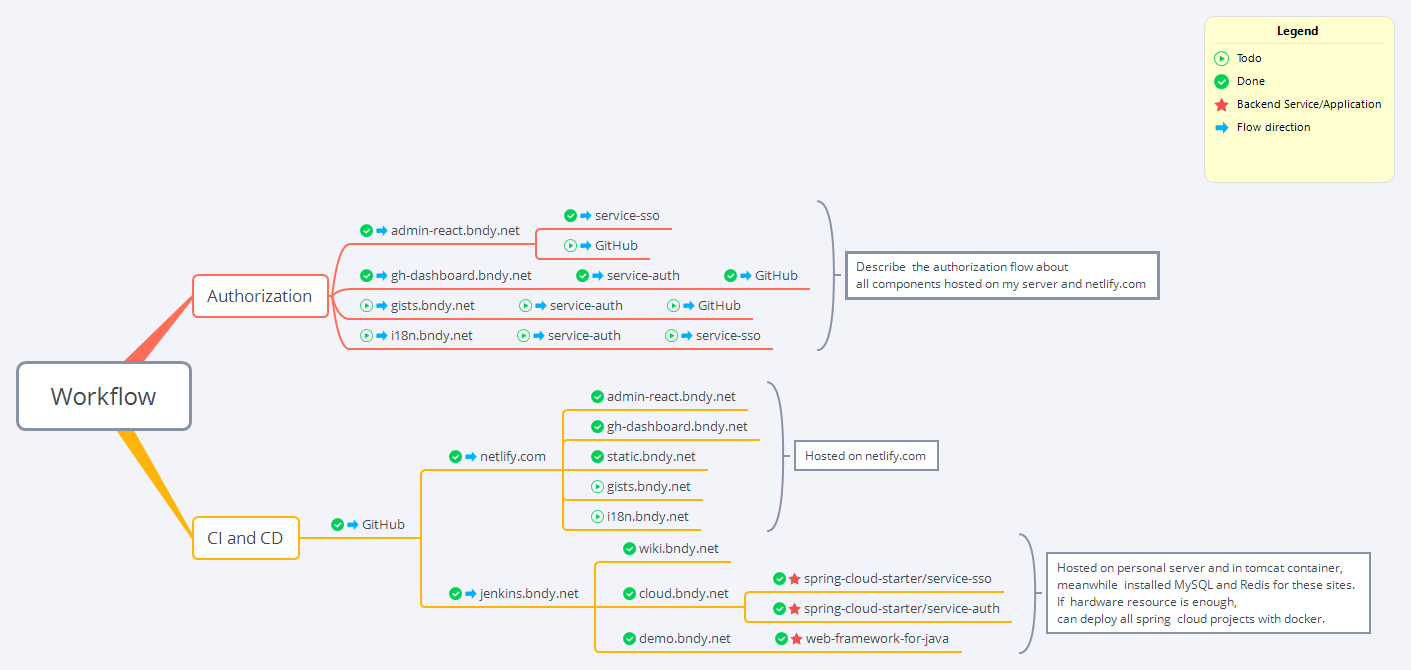 Legend
Todo
Done
Backend Service/Application
Flow direction
Workflow
Authorization
admin-react.bndy.net
service-sso
GitHub
gh-dashboard.bndy.net service-auth GitHub
gists.bndy.net service-auth GitHub
i18n.bndy.net service-auth service-sso
Describe the authorization flow about
all components hosted on my server and netlify.com
CI and CD
GitHub
netlify.com
admin-react.bndy.net
gh-dashboard.bndy.net
static.bndy.net
gists.bndy.net
i18n.bndy.net
Hosted on netlify.com
jenkins.bndy.net
wiki.bndy.net
cloud.bndy.net
spring-cloud-starter/service-sso
spring-cloud-starter/service-auth
demo.bndy.net web-framework-for-java
Hosted on personal server and in tomcat container,
meanwhile installed MySQL and Redis for these sites.
If hardware resource is enough,
can deploy all spring cloud projects with docker.